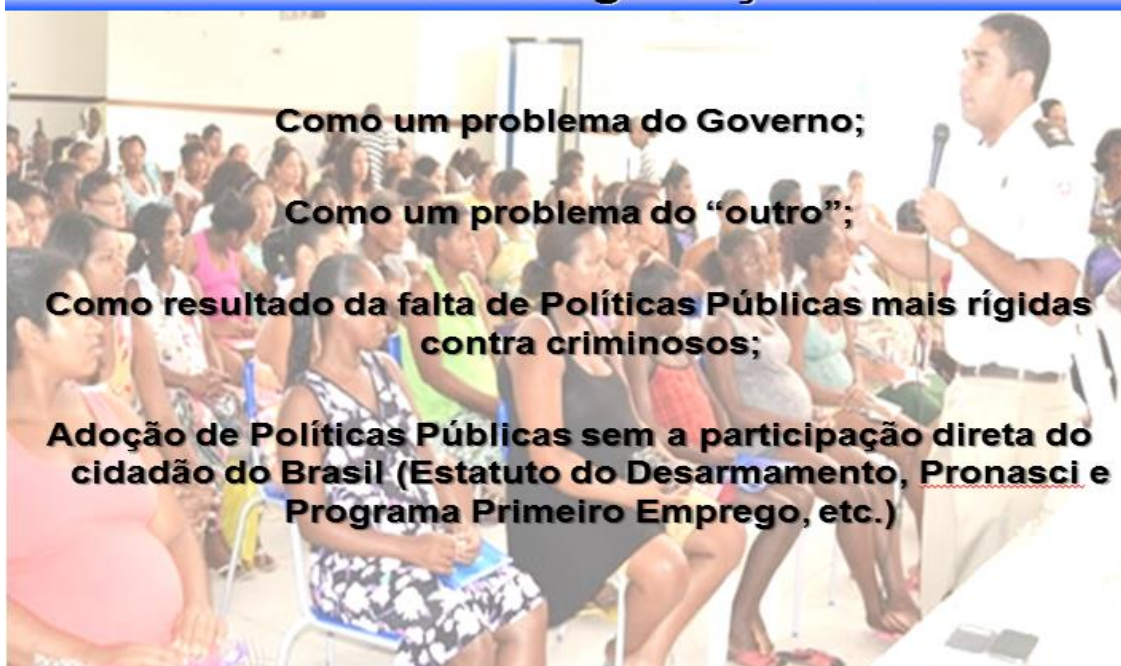 Como um problema do Governo;
Como um problema do “outro”;
Como resultado da falta de Políticas Públicas mais rígidas
contra criminosos;
Adoção de Políticas Públicas sem a participação direta do
cidadão do Brasil (Estatuto do Desarmamento, Pronasci e
Programa Primeiro Emprego, etc.)